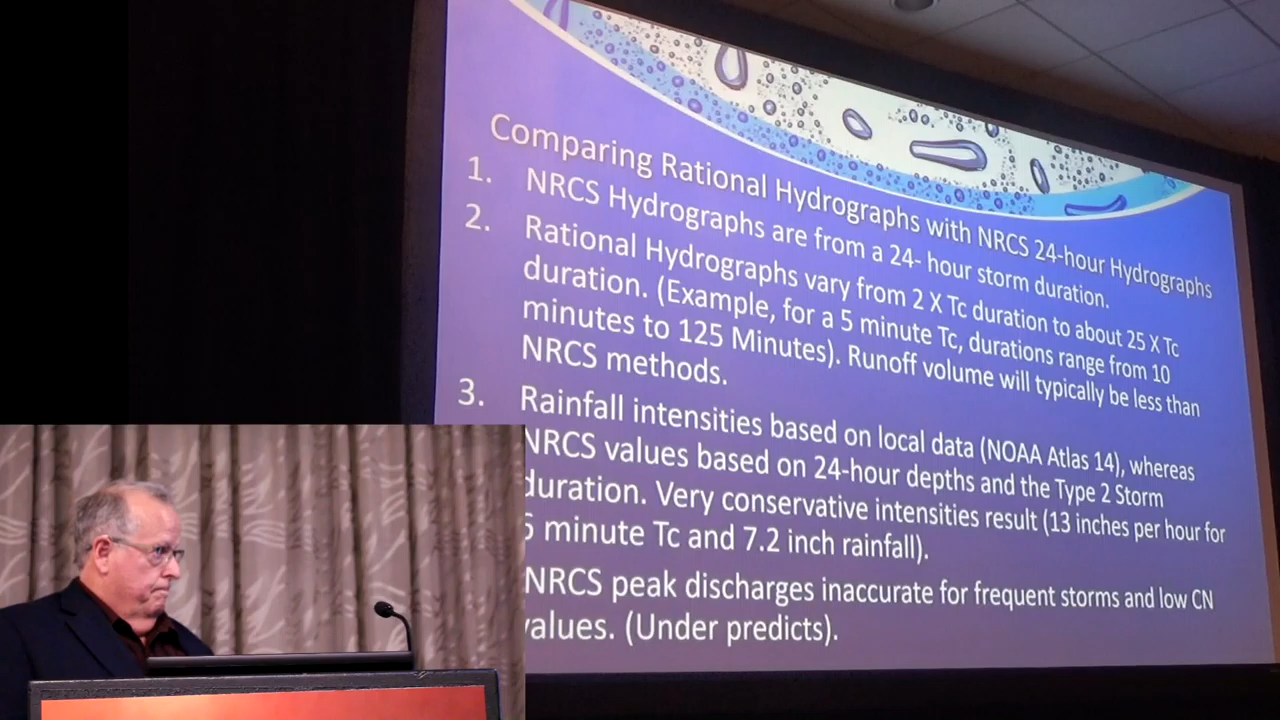 Comparing Rational Hydrographs with NRCS 24-hour Hydrographs
1. NRCS Hydrographs are from a 24- hour storm duration.
2. Rational Hydrographs vary from 2 X Tc duration to about 25 X Tc
duration. (Example, for a 5 minute Tc, durations range from 10
minutes to 125 Minutes). Runoff volume will typically be less than
NRCS methods.
3. Rainfall intensities based on local data (NOAA Atlas 14), whereas
NRCS values based on 24-hour depths and the Type 2 Storm
duration. Very conservative intensities result (13 inches per hour for
5 minute Tc and 7.2 inch rainfall).
NRCS peak discharges inaccurate for frequent storms and low CN
values. (Under predicts).